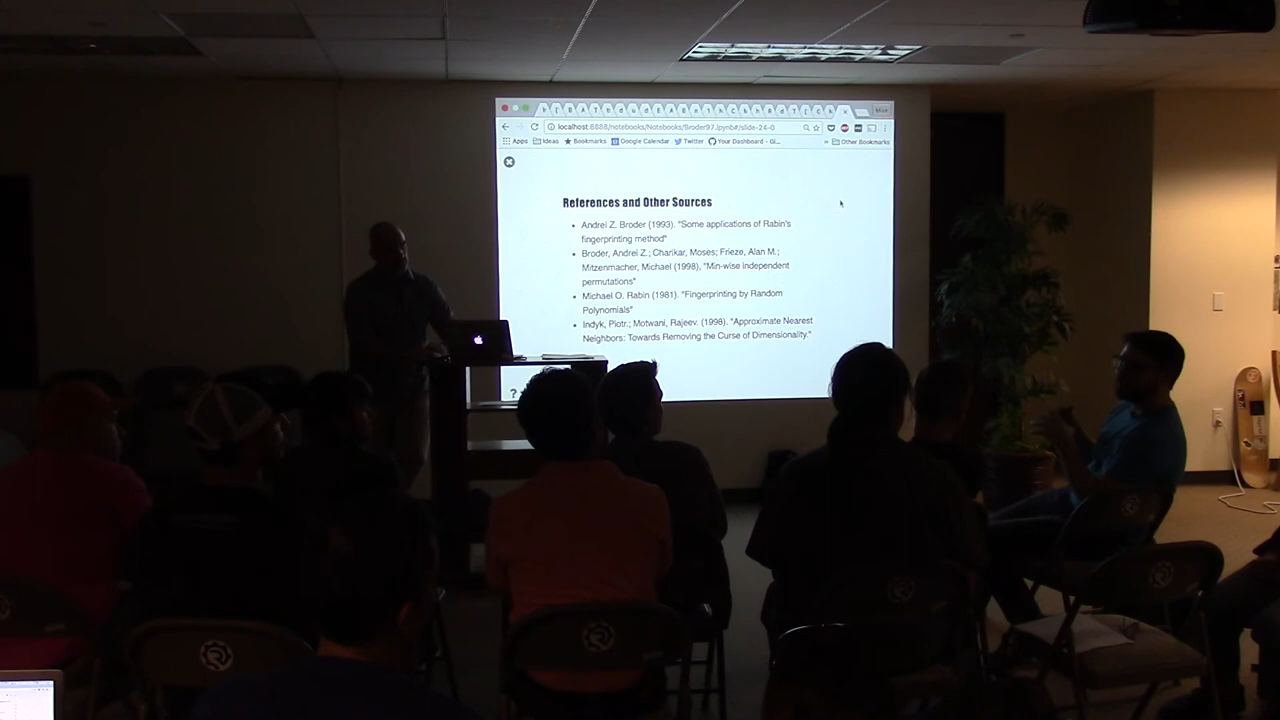 localhost:8888/notebooks/Notebooks/Broder97.ipynb#/slide-24-0
Apps Ideas Bookmarks Google Calendar Twitter Your Dashboard - Gi... » Other Bookmarks
References and Other Sources
• Andrei Z. Broder (1993). "Some applications of Rabin's
fingerprinting method"
• Broder, Andrei Z.; Charikar, Moses; Frieze, Alan M.;
Mitzenmacher, Michael (1998), "Min-wise independent
permutations"
• Michael O. Rabin (1981). "Fingerprinting by Random
Polynomials"
• Indyk, Piotr.; Motwani, Rajeev. (1998). "Approximate Nearest
Neighbors: Towards Removing the Curse of Dimensionality."
?